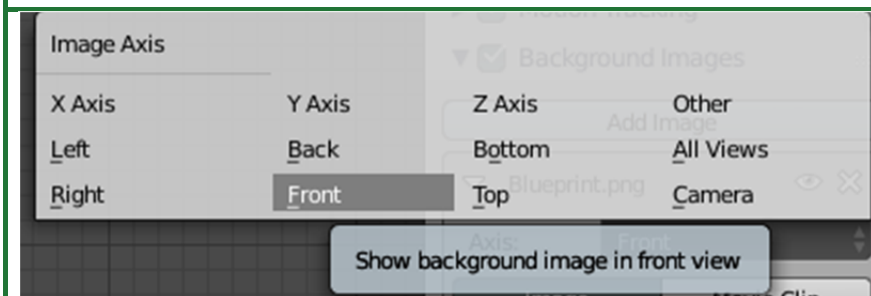 Motion Tracking
Image Axis
Background Images
X Axis Y Axis Z Axis Other
Add Image
Left Back Bottom All Views
Right Front Top Camera
Blueprint.png
Axis: Front
Show background image in front view
Movie Clip